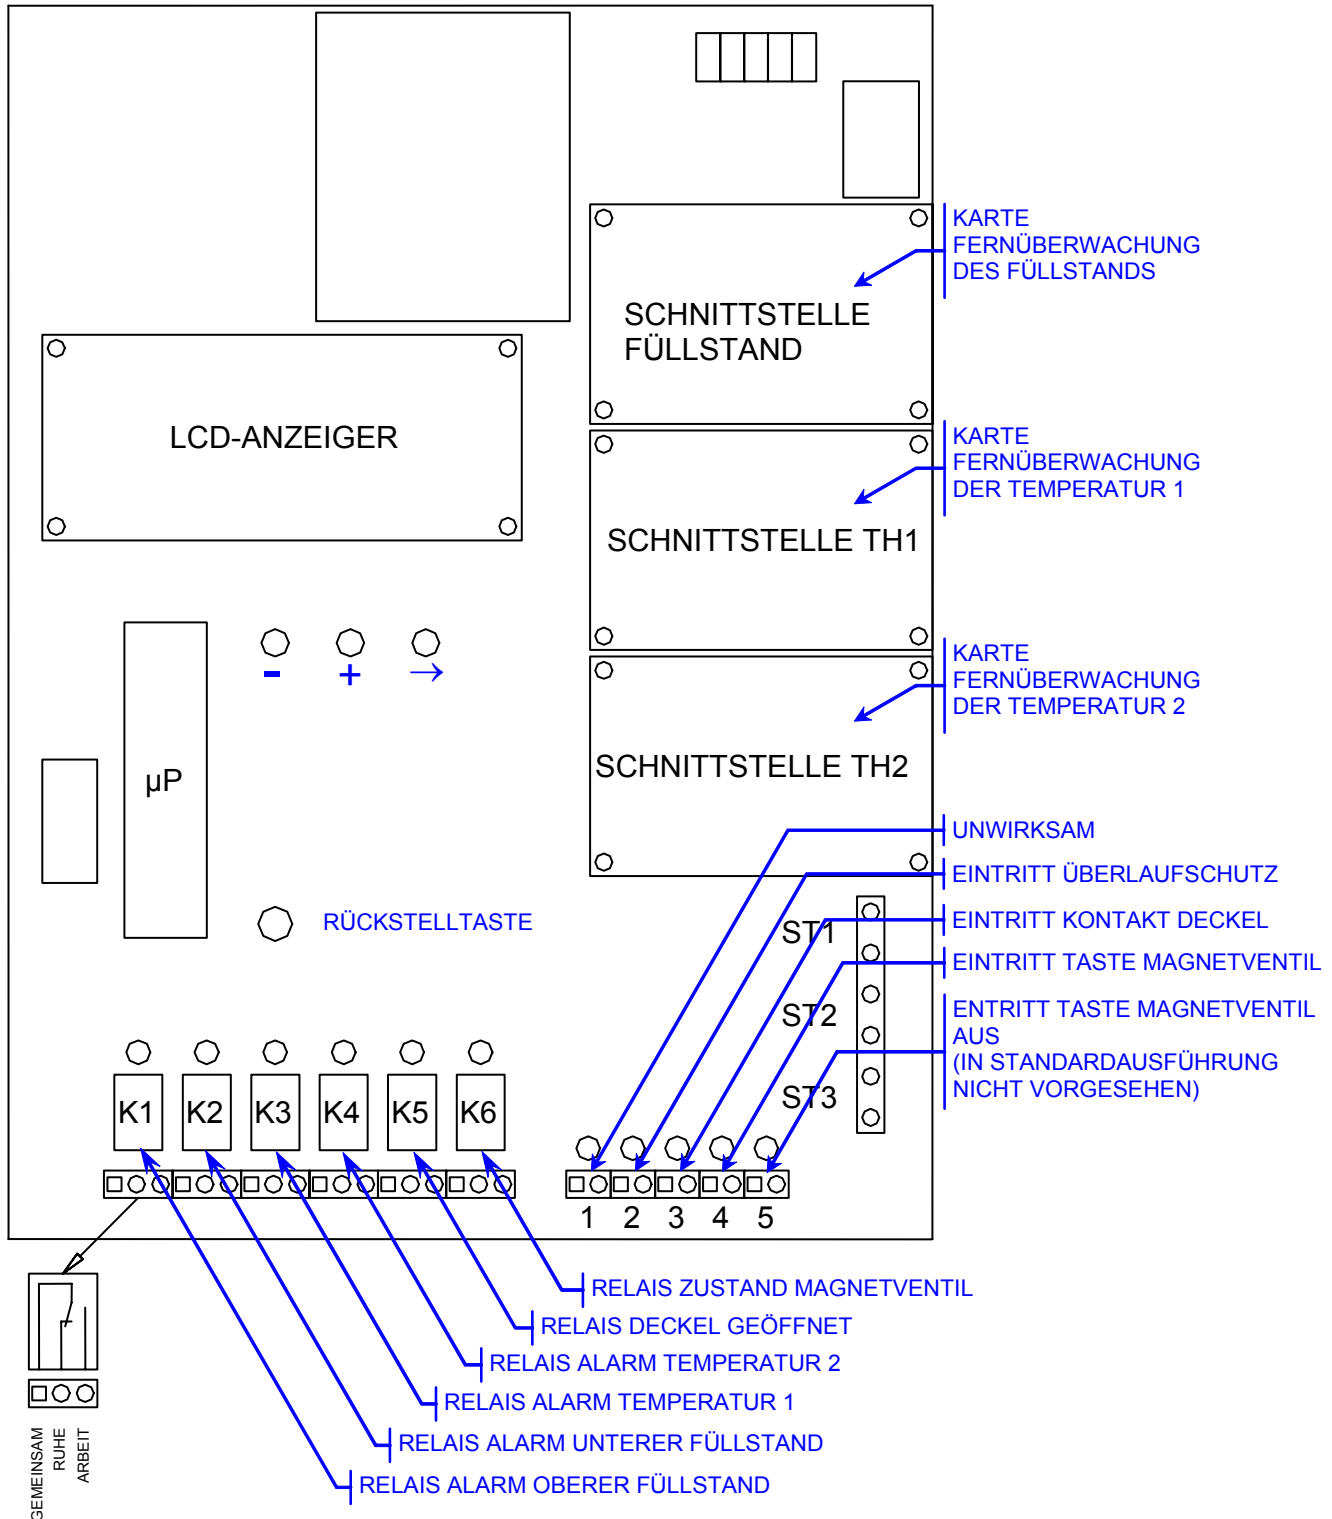 KARTE
FERNÜBERWACHUNG
DES FÜLLSTANDS
SCHNITTSTELLE
FÜLLSTAND
LCD-ANZEIGER
KARTE
FERNÜBERWACHUNG
DER TEMPERATUR 1
SCHNITTSTELLE TH1
KARTE
FERNÜBERWACHUNG
DER TEMPERATUR 2
- + →
SCHNITTSTELLE TH2
µP
UNWIRKSAM
EINTRITT ÜBERLAUFSCHUTZ
RÜCKSTELLTASTE
EINTRITT KONTAKT DECKEL
ST1
EINTRITT TASTE MAGNETVENTIL
ST2
ENTRITT TASTE MAGNETVENTIL
AUS
(IN STANDARDAUSFÜHRUNG
NICHT VORGESEHEN)
ST3
K1 K2 K3 K4 K5 K6
1 2 3 4 5
RELAIS ZUSTAND MAGNETVENTIL
RELAIS DECKEL GEÖFFNET
RELAIS ALARM TEMPERATUR 2
RELAIS ALARM TEMPERATUR 1
RELAIS ALARM UNTERER FÜLLSTAND
RELAIS ALARM OBERER FÜLLSTAND
GEMEINSAM
RUHE
ARBEIT